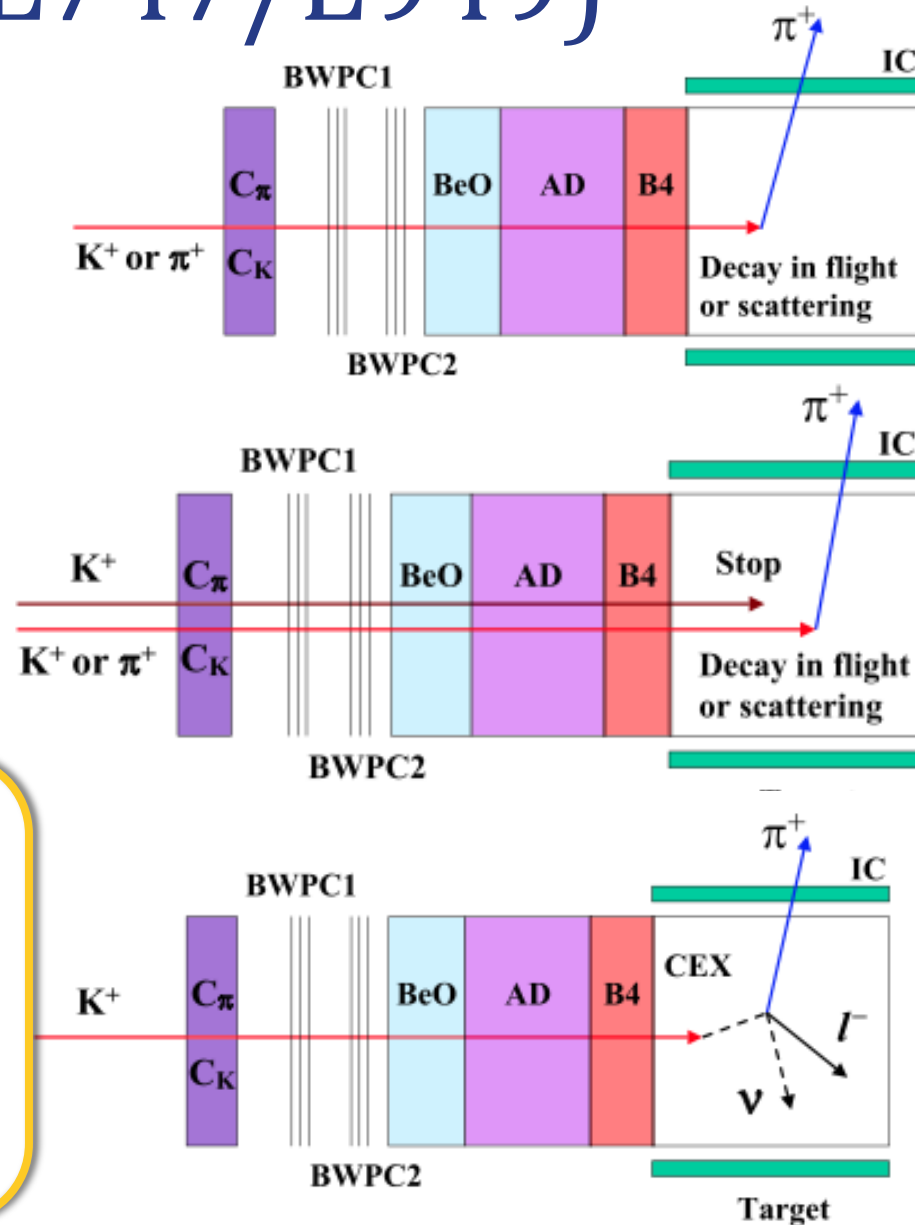 E747/E949)
π+
IC
BWPC1
Cπ
BeO
AD
B4
K+ or π+
CK
Decay in flight
or scattering
BWPC2
π+
IC
BWPC1
K+
Cπ
BeO
AD
B4
Stop
K+ or π+
CK
Decay in flight
or scattering
BWPC2
π+
IC
BWPC1
CEX
K+
Cπ
BeO
AD
B4
l−
CK
ν
BWPC2
Target